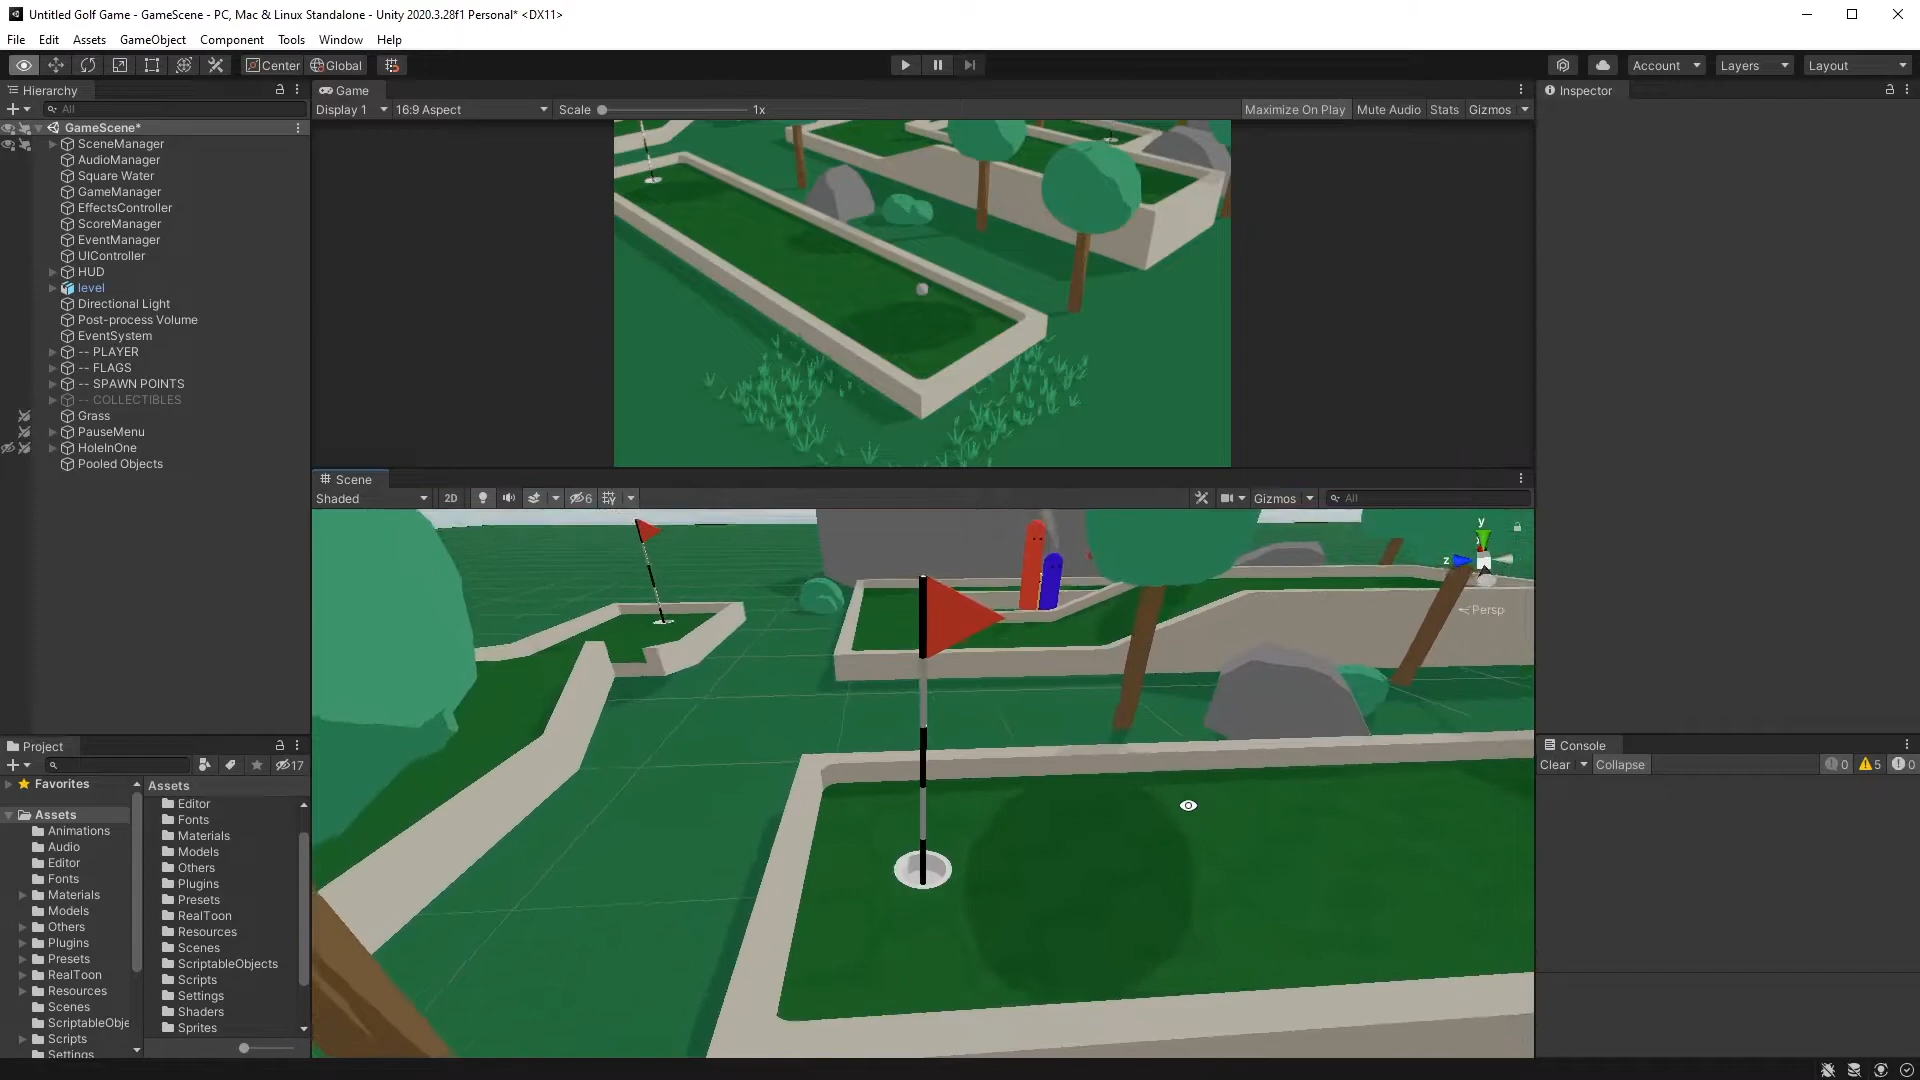 Untitled Golf Game - GameScene - PC, Mac & Linux Standalone - Unity 2020.3.28f1 Personal* <DX11>
File Edit Assets GameObject Component Tools Window Help
Center Global Account Layers Layout
Hierarchy
All
GameScene*
SceneManager
AudioManager
Square Water
GameManager
EffectsController
ScoreManager
EventManager
UIController
HUD
level
Directional Light
Post-process Volume
EventSystem
-- PLAYER
-- FLAGS
-- SPAWN POINTS
-- COLLECTIBLES
Grass
PauseMenu
HoleInOne
Pooled Objects
Game
Display 1 16:9 Aspect Scale 1x Maximize On Play Mute Audio Stats Gizmos
Scene
Shaded 2D 6 Gizmos All
y
z
Persp
Inspector
Project
17
Favorites
Assets
Animations
Audio
Editor
Fonts
Materials
Models
Others
Plugins
Presets
RealToon
Resources
Scenes
ScriptableObje
Scripts
Settings
Assets
Editor
Fonts
Materials
Models
Others
Plugins
Presets
RealToon
Resources
Scenes
ScriptableObjects
Scripts
Settings
Shaders
Sprites
Console
Clear Collapse 0 5 0